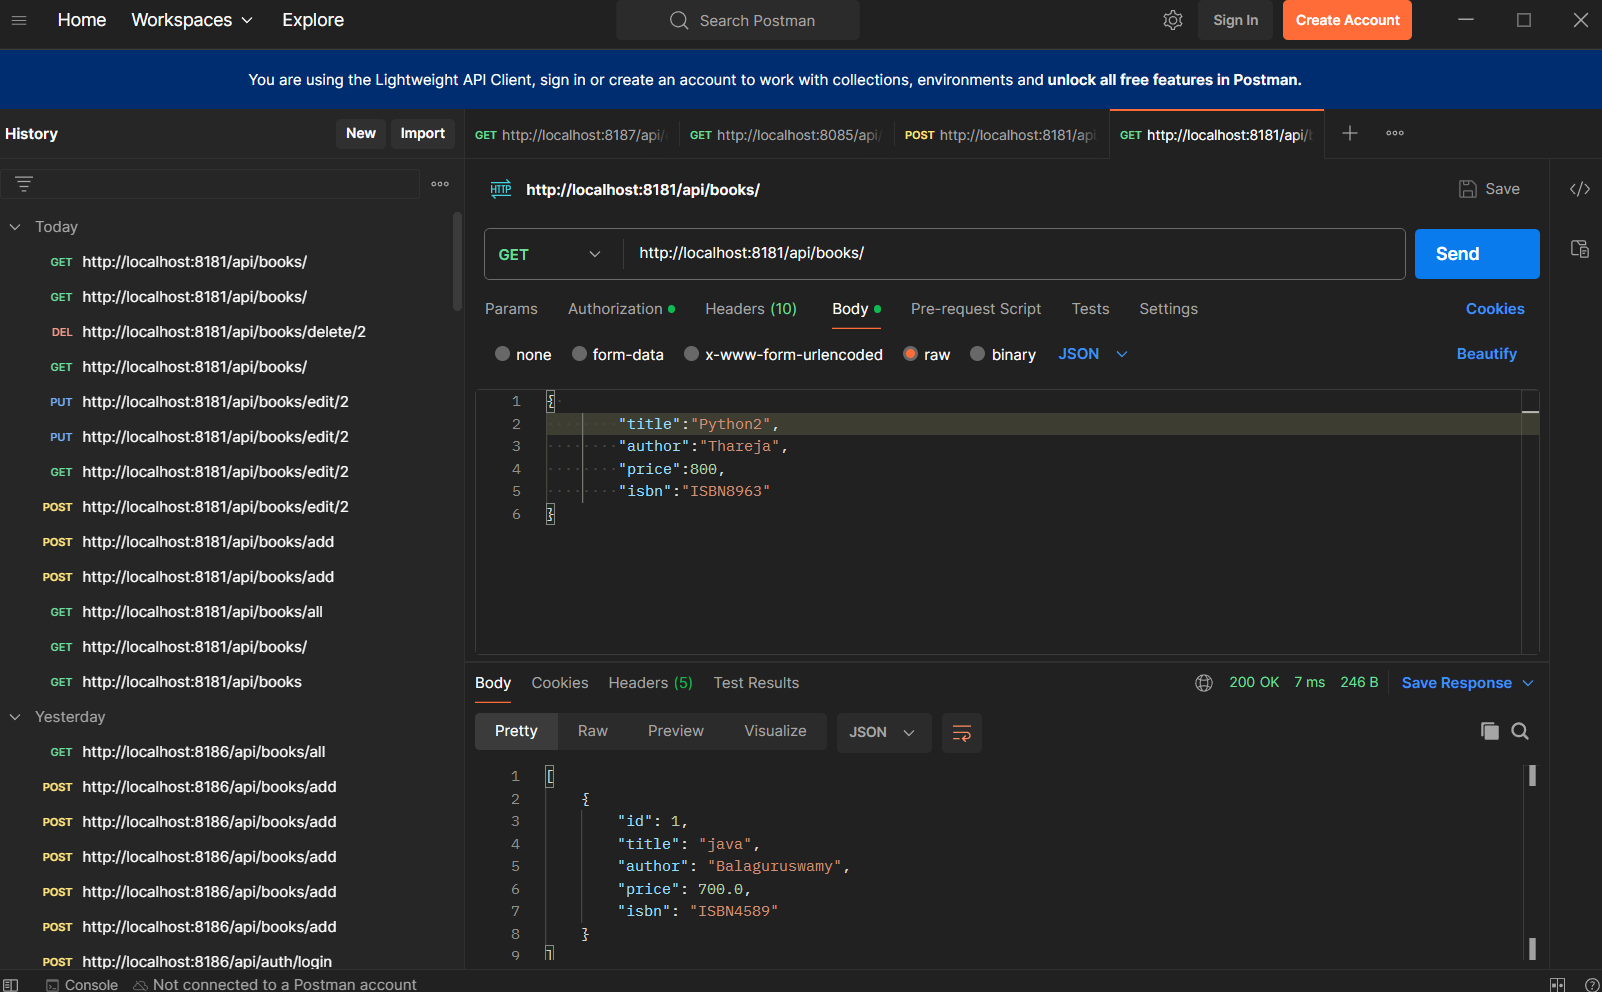 Home Workspaces Explore Search Postman Sign In Create Account
You are using the Lightweight API Client, sign in or create an account to work with collections, environments and unlock all free features in Postman.
History New Import
GET http://localhost:8187/api/ GET http://localhost:8085/api/ POST http://localhost:8181/api GET http://localhost:8181/api/
HTTP http://localhost:8181/api/books/ Save
Today
GET http://localhost:8181/api/books/
GET http://localhost:8181/api/books/
DEL http://localhost:8181/api/books/delete/2
GET http://localhost:8181/api/books/
PUT http://localhost:8181/api/books/edit/2
PUT http://localhost:8181/api/books/edit/2
GET http://localhost:8181/api/books/edit/2
POST http://localhost:8181/api/books/edit/2
POST http://localhost:8181/api/books/add
POST http://localhost:8181/api/books/add
GET http://localhost:8181/api/books/all
GET http://localhost:8181/api/books/
GET http://localhost:8181/api/books
Yesterday
GET http://localhost:8186/api/books/all
POST http://localhost:8186/api/books/add
POST http://localhost:8186/api/books/add
POST http://localhost:8186/api/books/add
POST http://localhost:8186/api/books/add
POST http://localhost:8186/api/books/add
POST http://localhost:8186/api/auth/login
GET http://localhost:8181/api/books/ Send
Params Authorization Headers (10) Body Pre-request Script Tests Settings Cookies
none form-data x-www-form-urlencoded raw binary JSON Beautify
1 {
2 "title":"Python2",
3 "author":"Thareja",
4 "price":800,
5 "isbn":"ISBN8963"
6 }
Body Cookies Headers (5) Test Results 200 OK 7 ms 246 B Save Response
Pretty Raw Preview Visualize JSON
1 [
2 {
3 "id": 1,
4 "title": "java",
5 "author": "Balaguruswamy",
6 "price": 700.0,
7 "isbn": "ISBN4589"
8 }
9 ]
Console Not connected to a Postman account